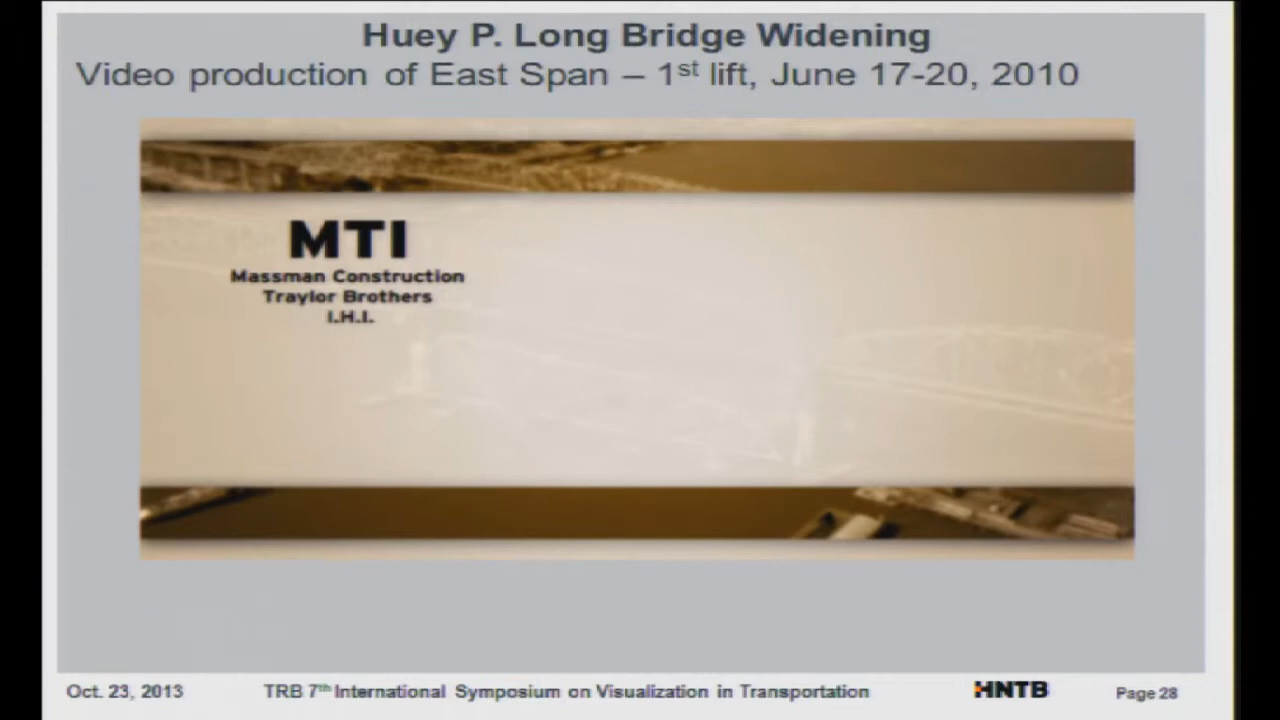 Huey P. Long Bridge Widening
Video production of East Span – 1st lift, June 17-20, 2010
MTI
Massman Construction
Traylor Brothers
I.H.I.
Oct. 23, 2013 TRB 7th International Symposium on Visualization in Transportation HNTB Page 28